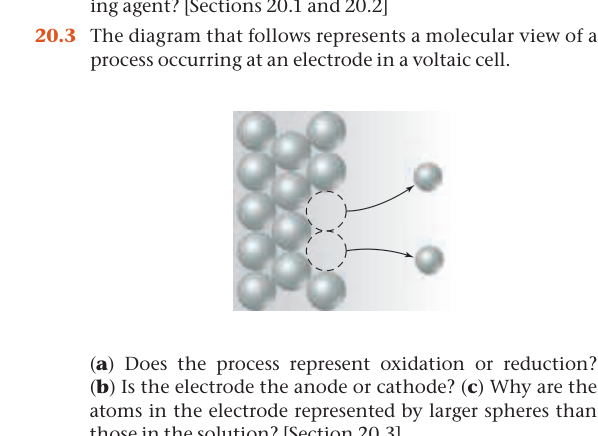 ing agent? [Sections 20.1 and 20.2]
20.3 The diagram that follows represents a molecular view of a
process occurring at an electrode in a voltaic cell.
(a) Does the process represent oxidation or reduction?
(b) Is the electrode the anode or cathode? (c) Why are the
atoms in the electrode represented by larger spheres than
those in the solution? [Section 20.3]